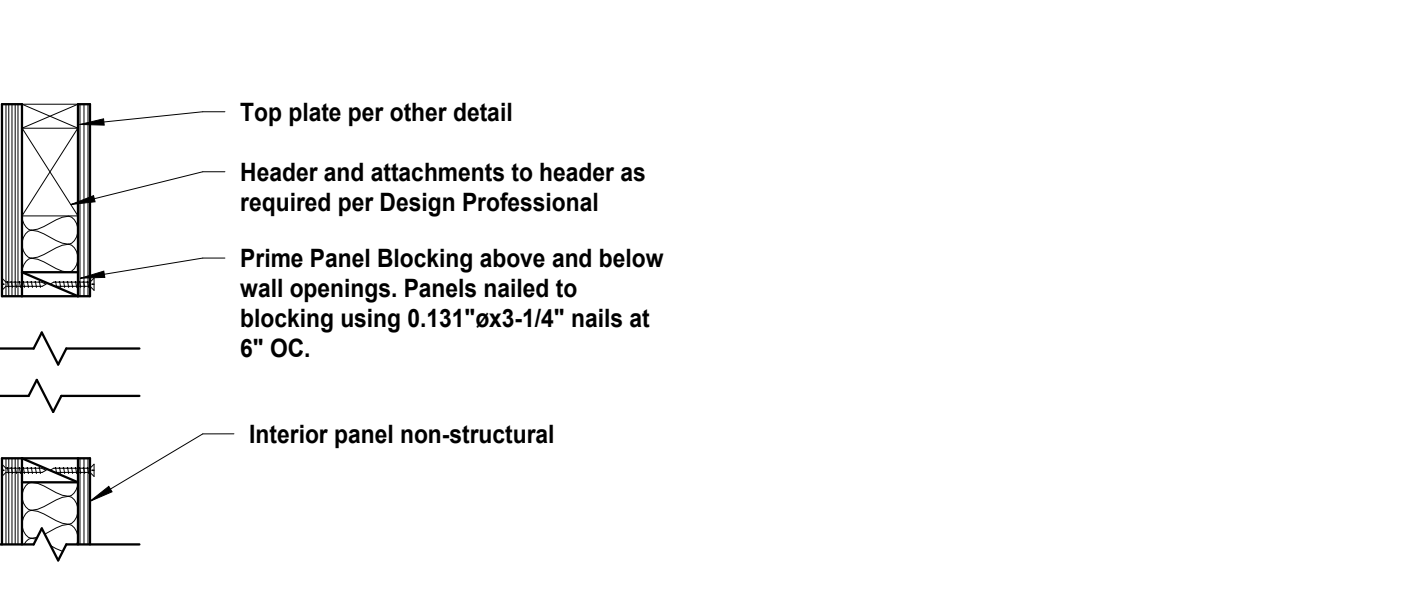 Top plate per other detail
Header and attachments to header as
required per Design Professional
Prime Panel Blocking above and below
wall openings. Panels nailed to
blocking using 0.131"øx3-1/4" nails at
6" OC.
Interior panel non-structural